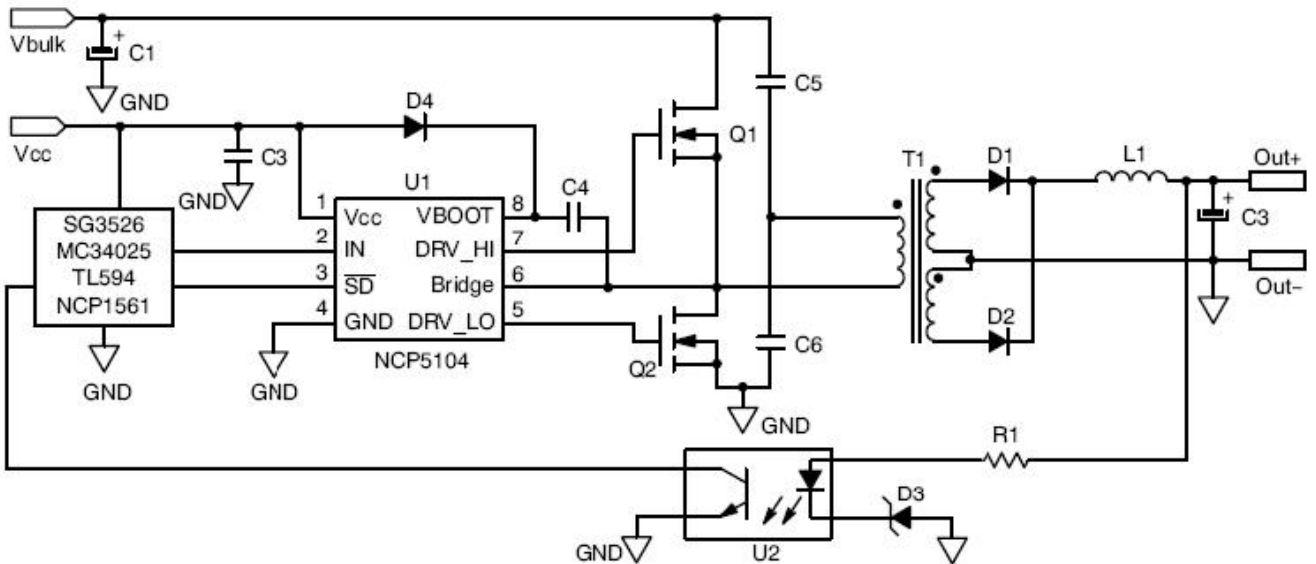 Vbulk
+
C1
GND
C5
D4
Q1
Vcc
C3
GND
U1
C4
T1
D1
L1
Out+
SG3526
MC34025
TL594
NCP1561
1
Vcc
VBOOT
8
2
IN
DRV_HI
7
3
SD
Bridge
6
4
GND
DRV_LO
5
+
C3
Out−
D2
GND
GND
NCP5104
Q2
C6
GND
R1
D3
GND
U2